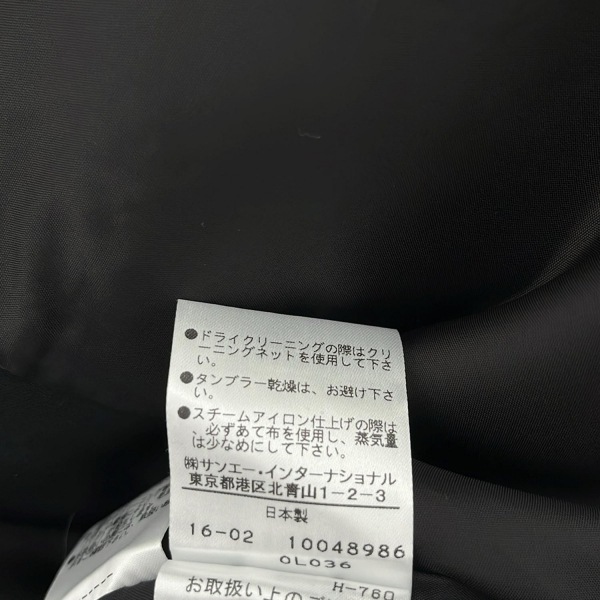 ●ドライクリーニングの際はクリ
ーニングネットを使用して下さ
い。
●タンブラー乾燥は、お避け下さ
い。
●スチームアイロン仕上げの際は
、必ずあて布を使用し、蒸気量
は少なめにして下さい。
㈱サンエー・インターナショナル
東京都港区北青山1-2-3
日本製
16-02 10048986
OL036
H-760
お取扱い上の